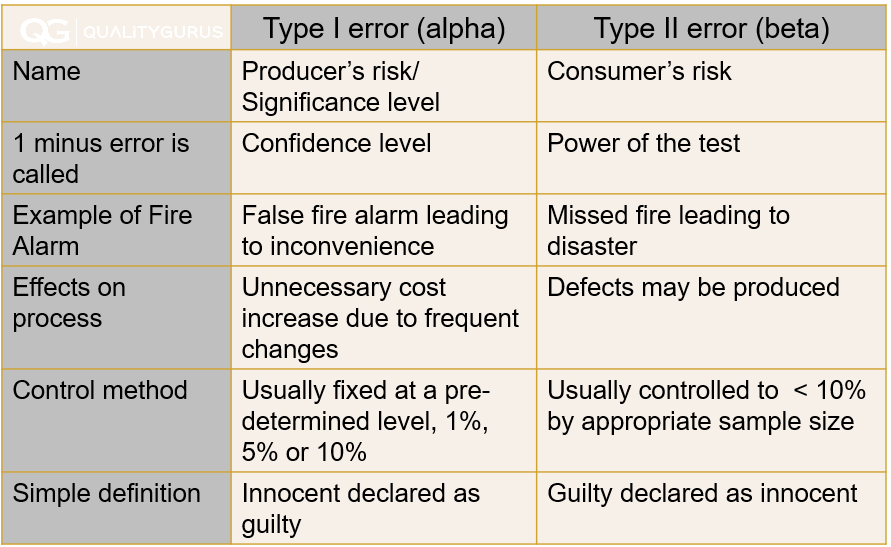 QG QUALITYGURUS Type I error (alpha) Type II error (beta)
Name Producer’s risk/ Consumer’s risk
Significance level
1 minus error is Confidence level Power of the test
called
Example of Fire False fire alarm leading Missed fire leading to
Alarm to inconvenience disaster
Effects on Unnecessary cost Defects may be produced
process increase due to frequent
changes
Control method Usually fixed at a pre- Usually controlled to < 10%
determined level, 1%, by appropriate sample size
5% or 10%
Simple definition Innocent declared as Guilty declared as innocent
guilty